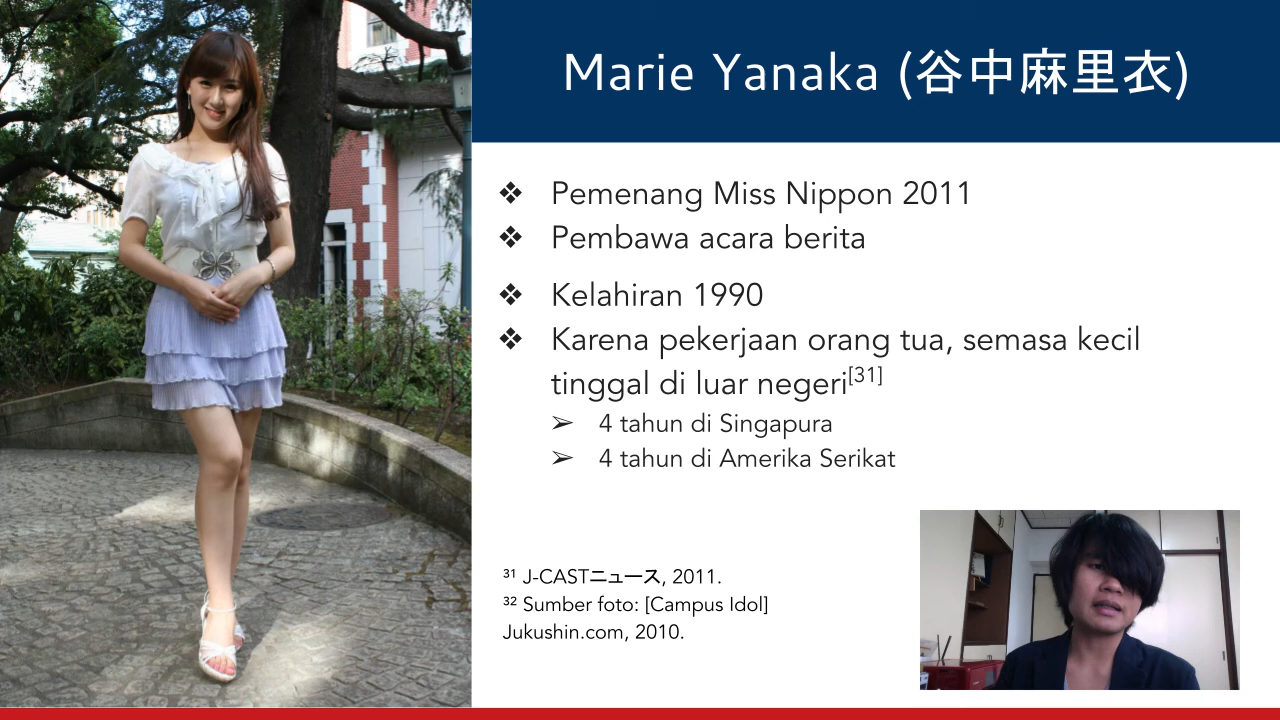 Marie Yanaka (谷中麻里衣)
❖ Pemenang Miss Nippon 2011
❖ Pembawa acara berita
❖ Kelahiran 1990
❖ Karena pekerjaan orang tua, semasa kecil
tinggal di luar negeri[31]
➢ 4 tahun di Singapura
➢ 4 tahun di Amerika Serikat
³¹ J-CASTニュース, 2011.
³² Sumber foto: [Campus Idol]
Jukushin.com, 2010.